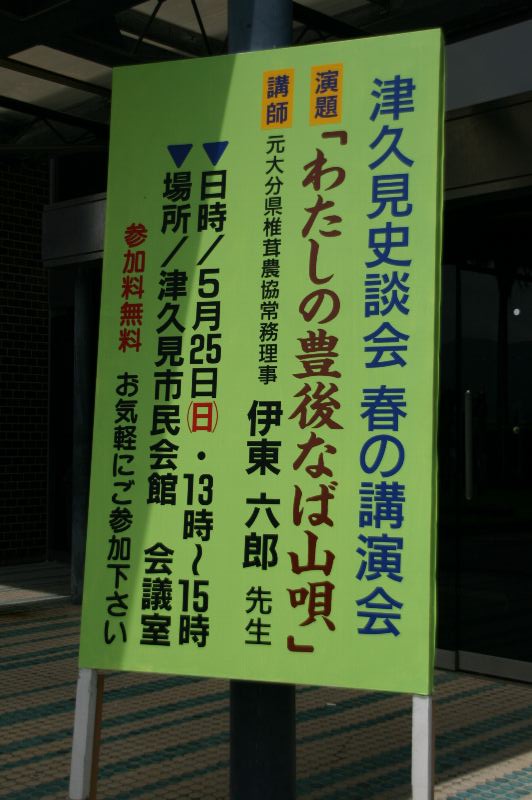 津久見史談会 春の講演会
演題
「わたしの豊後なば山唄」
講師
元大分県椎茸農協常務理事 伊東 六郎 先生
▼日時/5月25日(日)・13時~15時
▼場所/津久見市民会館 会議室
参加料無料 お気軽にご参加下さい